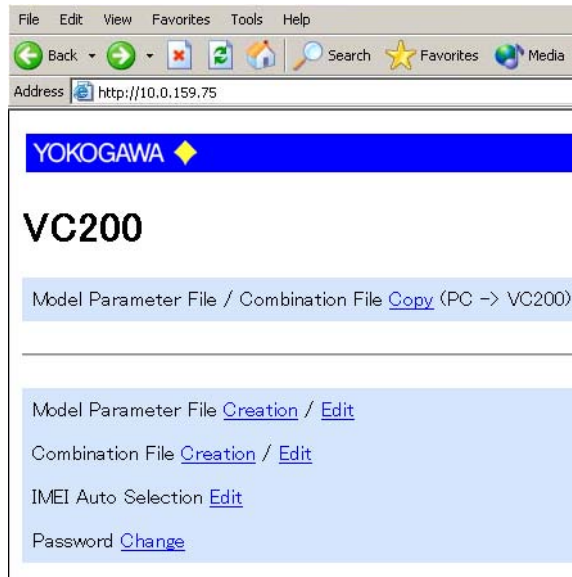 File Edit View Favorites Tools Help
Back Search Favorites Media
Address http://10.0.159.75
YOKOGAWA
VC200
Model Parameter File / Combination File Copy (PC -> VC200)
Model Parameter File Creation / Edit
Combination File Creation / Edit
IMEI Auto Selection Edit
Password Change